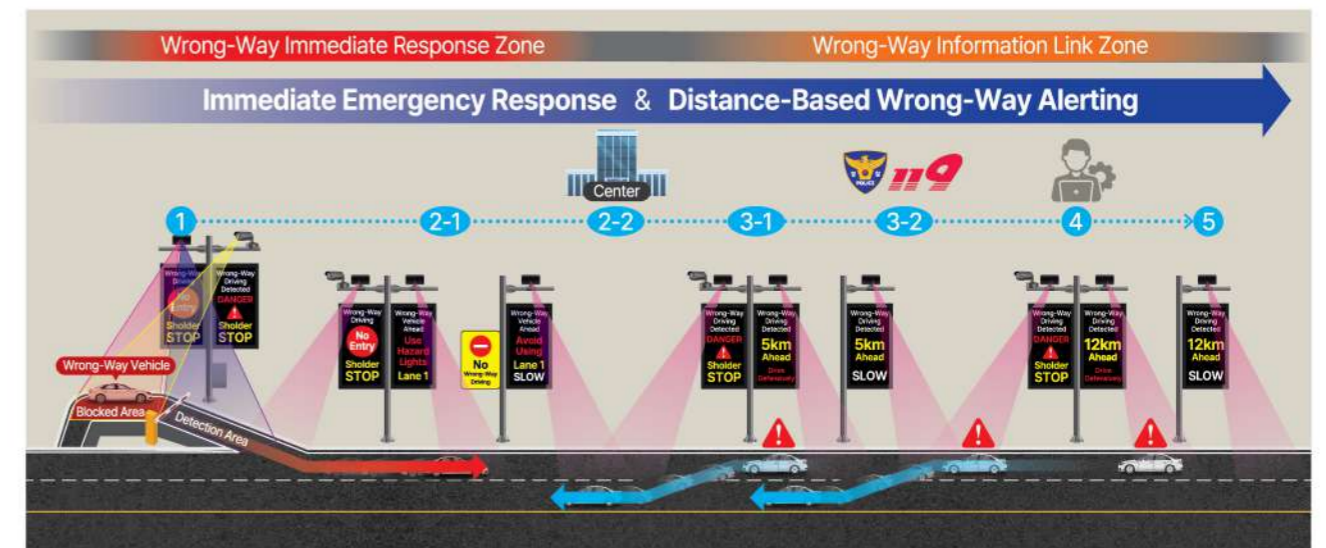 Wrong-Way Immediate Response Zone
Wrong-Way Information Link Zone
Immediate Emergency Response & Distance-Based Wrong-Way Alerting
Center
POLICE
119
1
2-1
2-2
3-1
3-2
4
5
Wrong-Way
Driving
No
Entry
Sholder
STOP
Wrong-Way
Driving
Detected
DANGER
Sholder
STOP
Wrong-Way Vehicle
Blocked Area
Detection Area
Wrong-Way
Driving
No
Entry
Sholder
STOP
Wrong-Way
Vehicle
Ahead
Use
Hazard
Lights
Lane 1
No
Wrong-Way
Driving
Wrong-Way
Vehicle
Ahead
Avoid
Using
Lane 1
SLOW
Wrong-Way
Driving
Detected
DANGER
Sholder
STOP
Wrong-Way
Driving
Detected
5km
Ahead
Drive
Defensively
Wrong-Way
Driving
Detected
5km
Ahead
SLOW
Wrong-Way
Driving
Detected
DANGER
Sholder
STOP
Wrong-Way
Driving
Detected
12km
Ahead
Drive
Defensively
Wrong-Way
Driving
Detected
12km
Ahead
SLOW